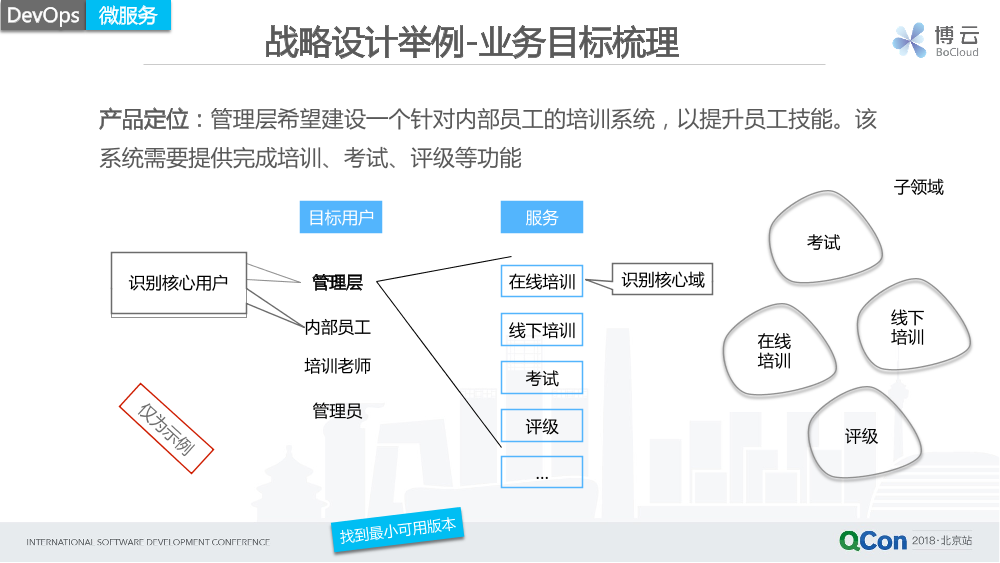 DevOps 微服务
战略设计举例-业务目标梳理
博云
BoCloud
产品定位：管理层希望建设一个针对内部员工的培训系统，以提升员工技能。该
系统需要提供完成培训、考试、评级等功能
子领域
目标用户
服务
识别核心用户
管理层
内部员工
培训老师
管理员
在线培训
识别核心域
线下培训
考试
评级
...
考试
在线
培训
线下
培训
评级
仅为示例
找到最小可用版本
INTERNATIONAL SOFTWARE DEVELOPMENT CONFERENCE
QCon 2018·北京站